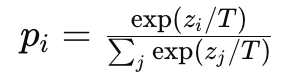 p_i = \frac{\exp(z_i/T)}{\sum_j \exp(z_j/T)}